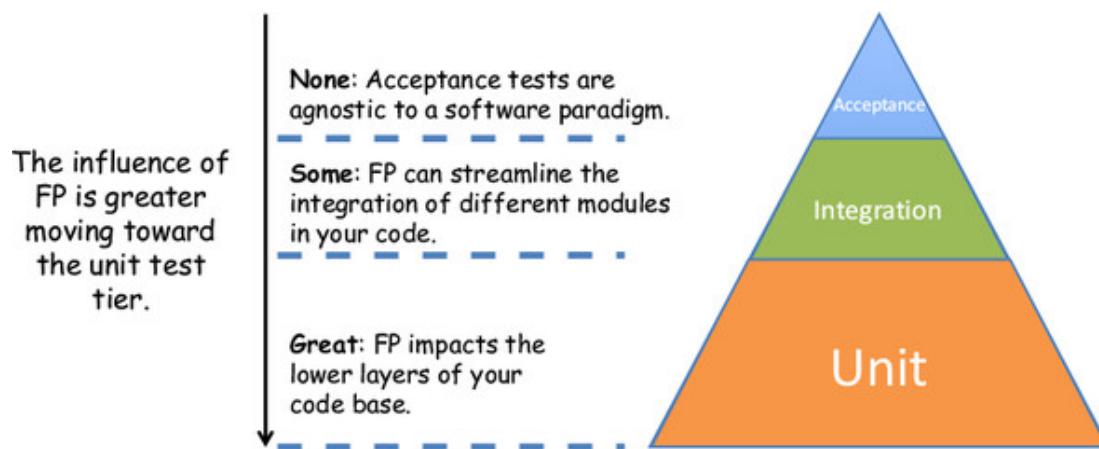 The influence of
FP is greater
moving toward
the unit test
tier.
None: Acceptance tests are
agnostic to a software paradigm.
Some: FP can streamline the
integration of different modules
in your code.
Great: FP impacts the
lower layers of your
code base.
Acceptance
Integration
Unit